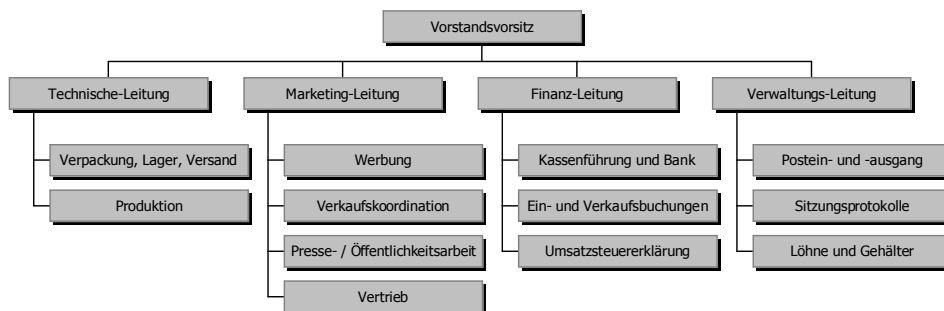 Vorstandsvorsitz
Technische-Leitung
Marketing-Leitung
Finanz-Leitung
Verwaltungs-Leitung
Verpackung, Lager, Versand
Werbung
Kassenführung und Bank
Postein- und -ausgang
Produktion
Verkaufskoordination
Ein- und Verkaufsbuchungen
Sitzungsprotokolle
Presse- / Öffentlichkeitsarbeit
Umsatzsteuererklärung
Löhne und Gehälter
Vertrieb